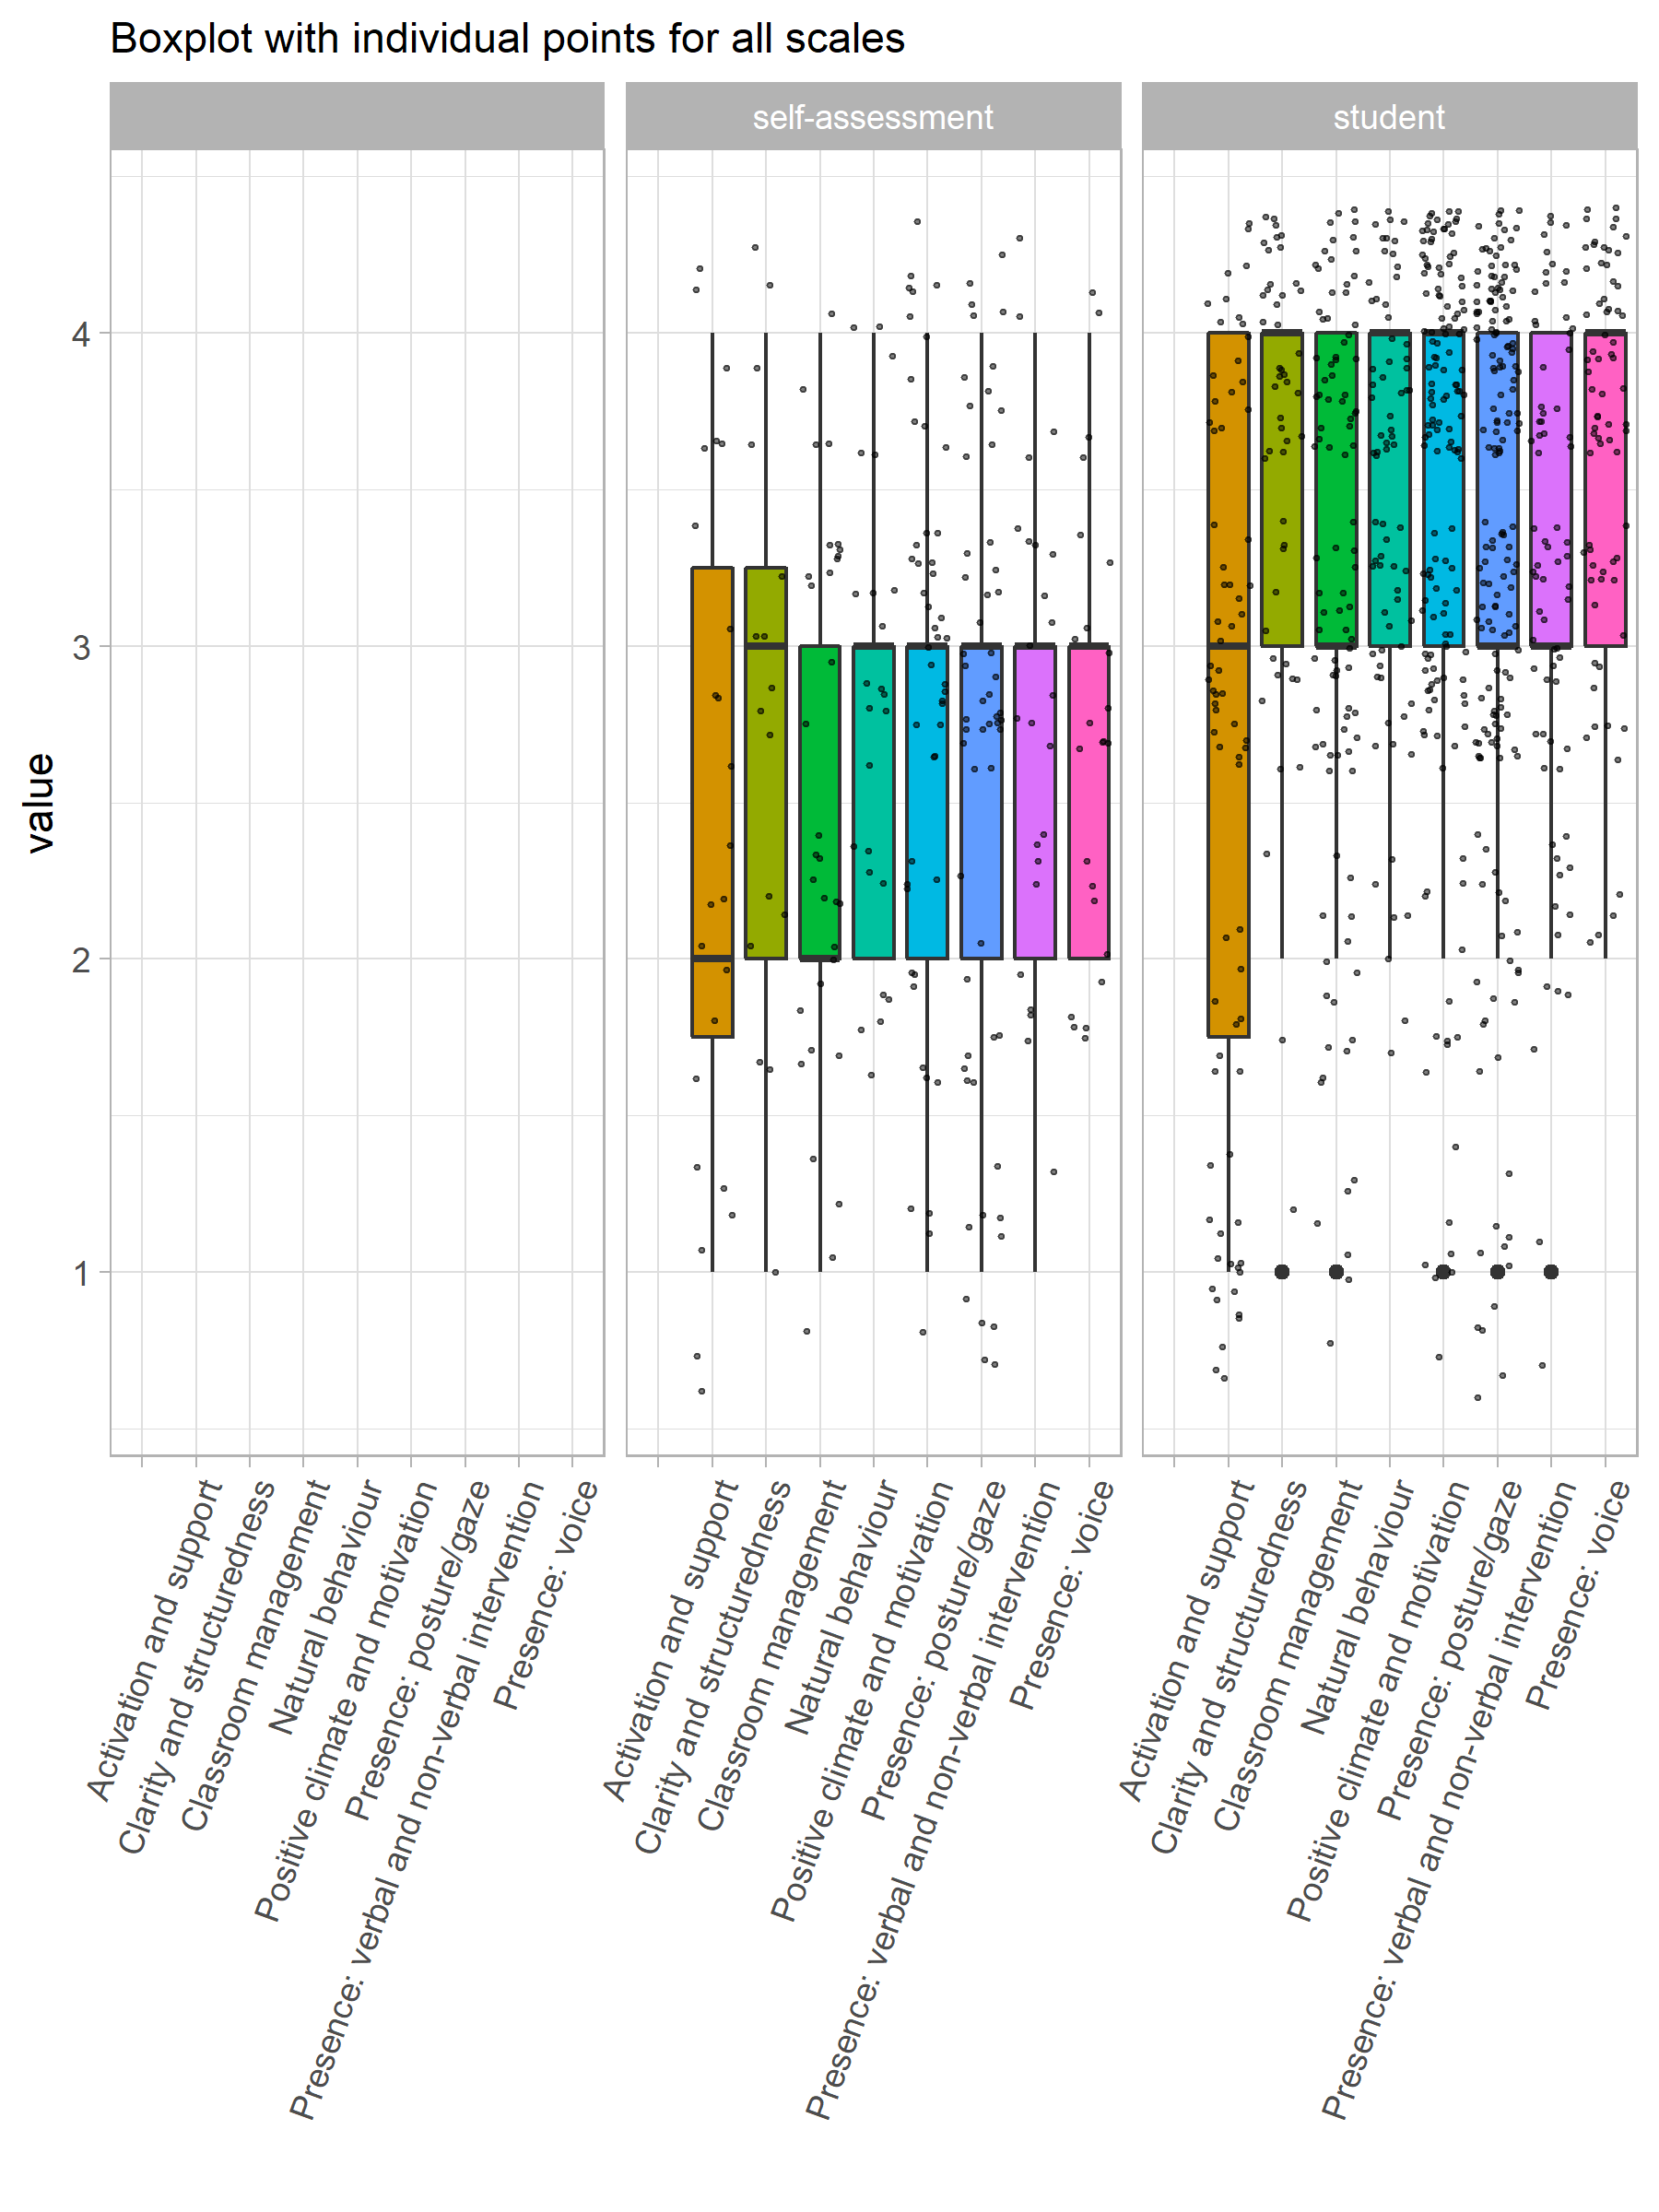 Boxplot with individual points for all scales
self-assessment
student
value
4
3
2
1
Activation and support
Clarity and structuredness
Classroom management
Natural behaviour
Positive climate and motivation
Presence: posture/gaze
Presence: verbal and non-verbal intervention
Presence: voice
Activation and support
Clarity and structuredness
Classroom management
Natural behaviour
Positive climate and motivation
Presence: posture/gaze
Presence: verbal and non-verbal intervention
Presence: voice
Activation and support
Clarity and structuredness
Classroom management
Natural behaviour
Positive climate and motivation
Presence: posture/gaze
Presence: verbal and non-verbal intervention
Presence: voice